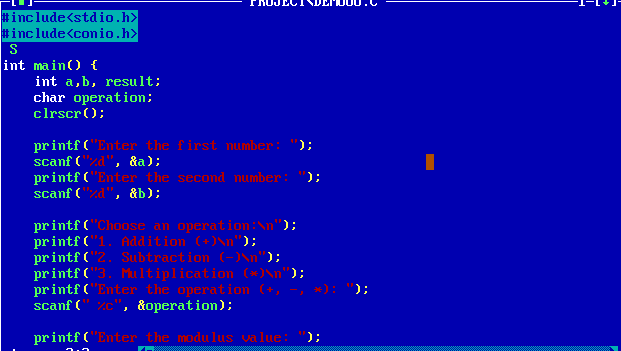 PROJECT\DEMO00.C
#include<stdio.h>
#include<conio.h>
S
int main() {
int a,b, result;
char operation;
clrscr();
printf("Enter the first number: ");
scanf("%d", &a);
printf("Enter the second number: ");
scanf("%d", &b);
printf("Choose an operation:\n");
printf("1. Addition (+)\n");
printf("2. Subtraction (-)\n");
printf("3. Multiplication (*)\n");
printf("Enter the operation (+, -, *): ");
scanf(" %c", &operation);
printf("Enter the modulus value: ");